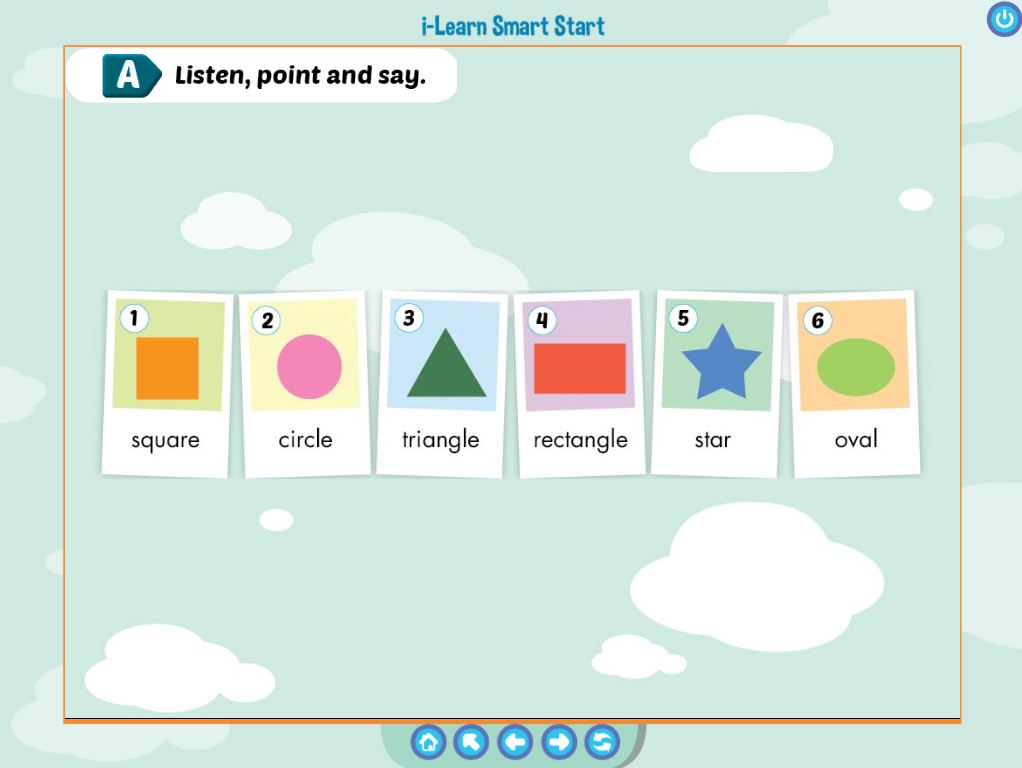 i-Learn Smart Start
A Listen, point and say.
1 2 3 4 5 6
square circle triangle rectangle star oval